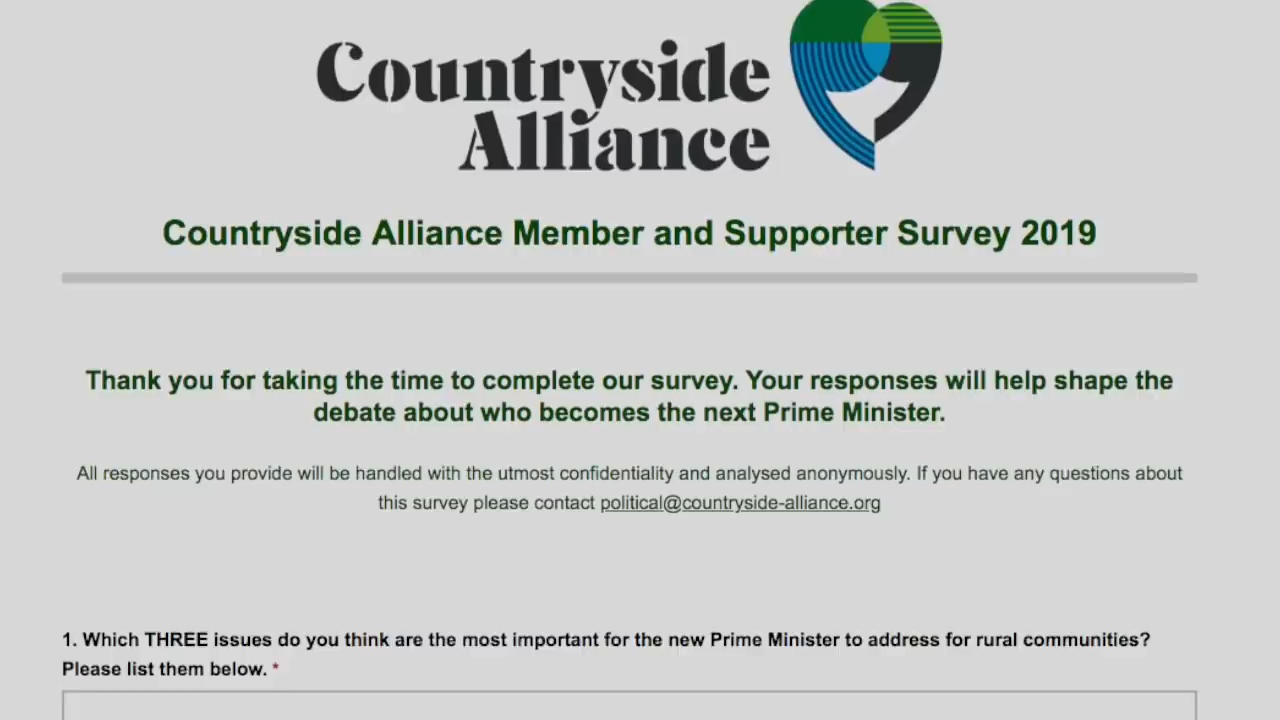 Countryside
Alliance
Countryside Alliance Member and Supporter Survey 2019
Thank you for taking the time to complete our survey. Your responses will help shape the
debate about who becomes the next Prime Minister.
All responses you provide will be handled with the utmost confidentiality and analysed anonymously. If you have any questions about
this survey please contact political@countryside-alliance.org
1. Which THREE issues do you think are the most important for the new Prime Minister to address for rural communities?
Please list them below. *